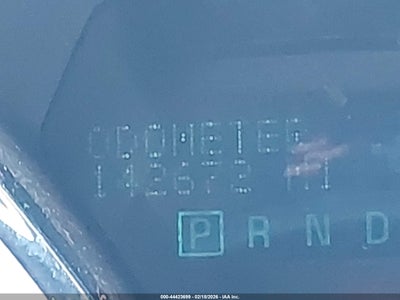 ODOMETER
142672 MI
P R N D
000-44423699 - 02/18/2026 - IAA Inc.